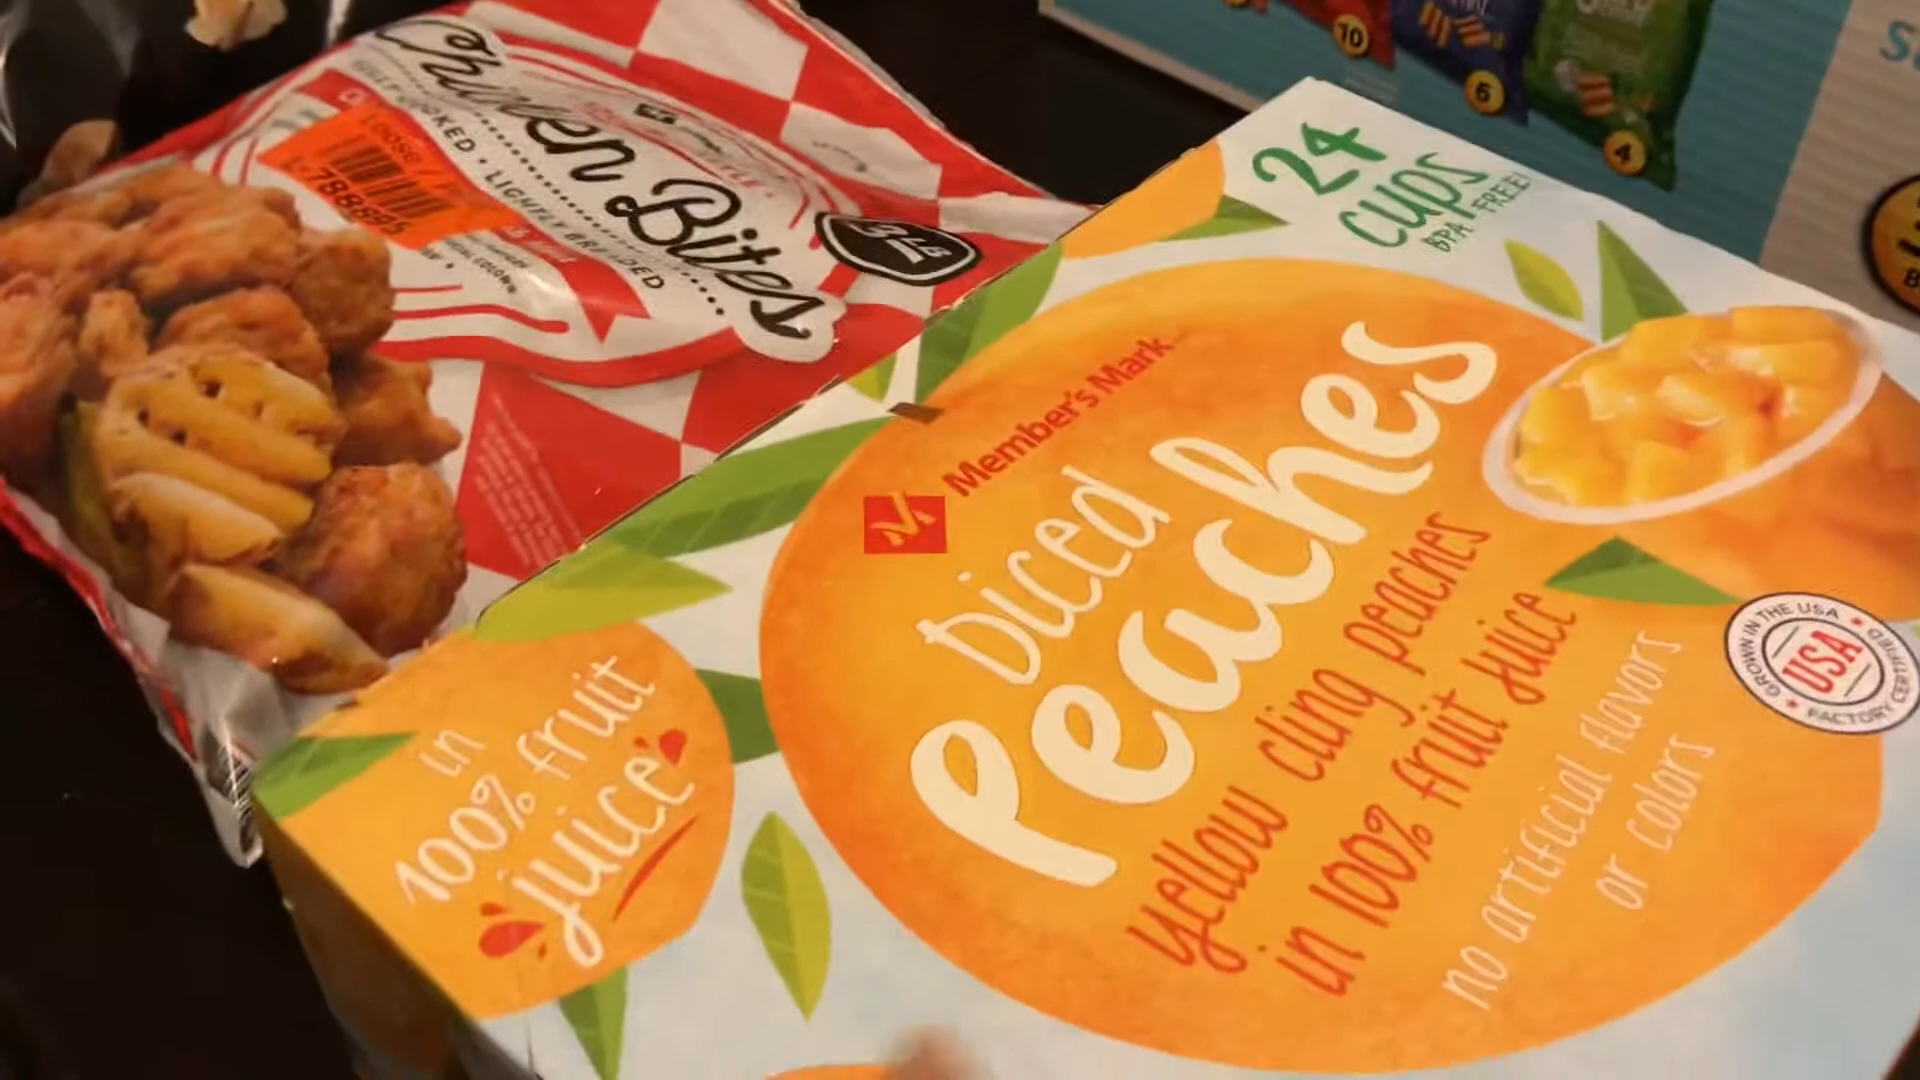 Chicken Bites
FULLY COOKED • LIGHTLY BREADED
3LB
788895
10
6
4
24
CUPS
BPA FREE!
Member's Mark
Diced
Peaches
yellow cling peaches
in 100% fruit juice
no artificial flavors
or colors
in
100% fruit
juice
GROWN IN THE USA
USA
FACTORY CERTIFIED